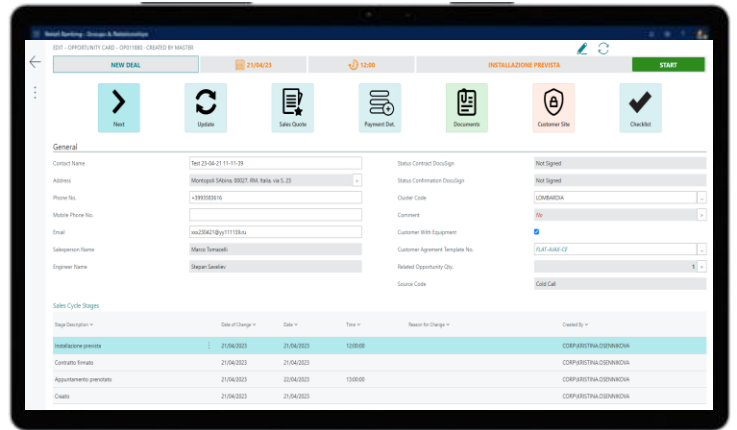 Retail Banking - Groups & Relationships
EDIT - OPPORTUNITY CARD - OP011080 - CREATED BY MASTER
NEW DEAL
21/04/23
12:00
INSTALLAZIONE PREVISTA
START
Next
Update
Sales Quote
Payment Det.
Documents
Customer Site
Checklist
General
Contact Name
Test 23-04-21 11-11-39
Status Contract DocuSign
Not Signed
Address
Montopoli SAbina, 00027, RM, Italia, via S, 23
Status Confirmation DocuSign
Not Signed
Phone No.
+3993993616
Cluster Code
LOMBARDIA
Mobile Phone No.
Comment
No
Email
Customer With Equipment
Salesperson Name
Marco Tomaselli
Customer Agreement Template No.
FLAT-AJAX-CE
Engineer Name
Stepan Saveliev
Related Opportunity Qty.
1
Source Code
Cold Call
Sales Cycle Stages
Stage Description
Date of Change
Date
Time
Reason for Change
Created By
Installazione prevista
21/04/2023
21/04/2023
12:00:00
CORP\KRISTINA.DSENNIKOVA
Contratto firmato
21/04/2023
21/04/2023
CORP\KRISTINA.DSENNIKOVA
Appuntamento prenotato
21/04/2023
22/04/2023
13:00:00
CORP\KRISTINA.DSENNIKOVA
Creato
21/04/2023
21/04/2023
CORP\KRISTINA.DSENNIKOVA